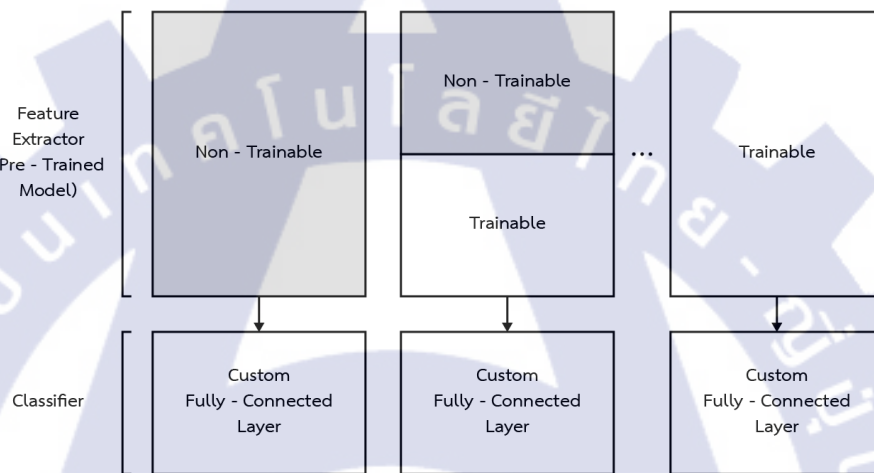 Feature
Extractor
Pre - Trained
Model)
Non - Trainable
Non - Trainable
Trainable
...
Trainable
Classifier
Custom
Fully - Connected
Layer
Custom
Fully - Connected
Layer
Custom
Fully - Connected
Layer